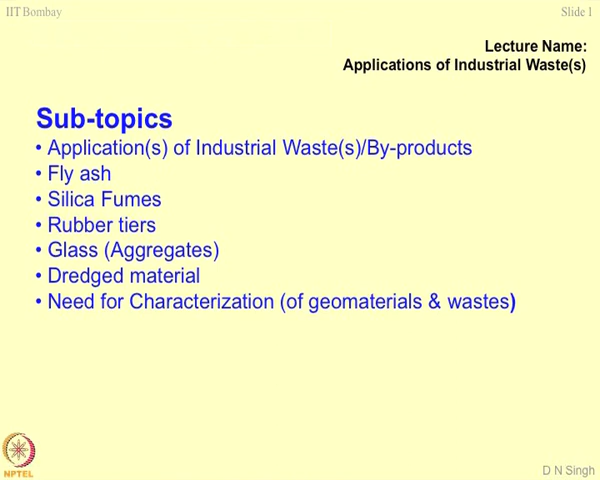 IIT Bombay
Slide 1
Lecture Name:
Applications of Industrial Waste(s)
Sub-topics
• Application(s) of Industrial Waste(s)/By-products
• Fly ash
• Silica Fumes
• Rubber tiers
• Glass (Aggregates)
• Dredged material
• Need for Characterization (of geomaterials & wastes)
NPTEL
D N Singh